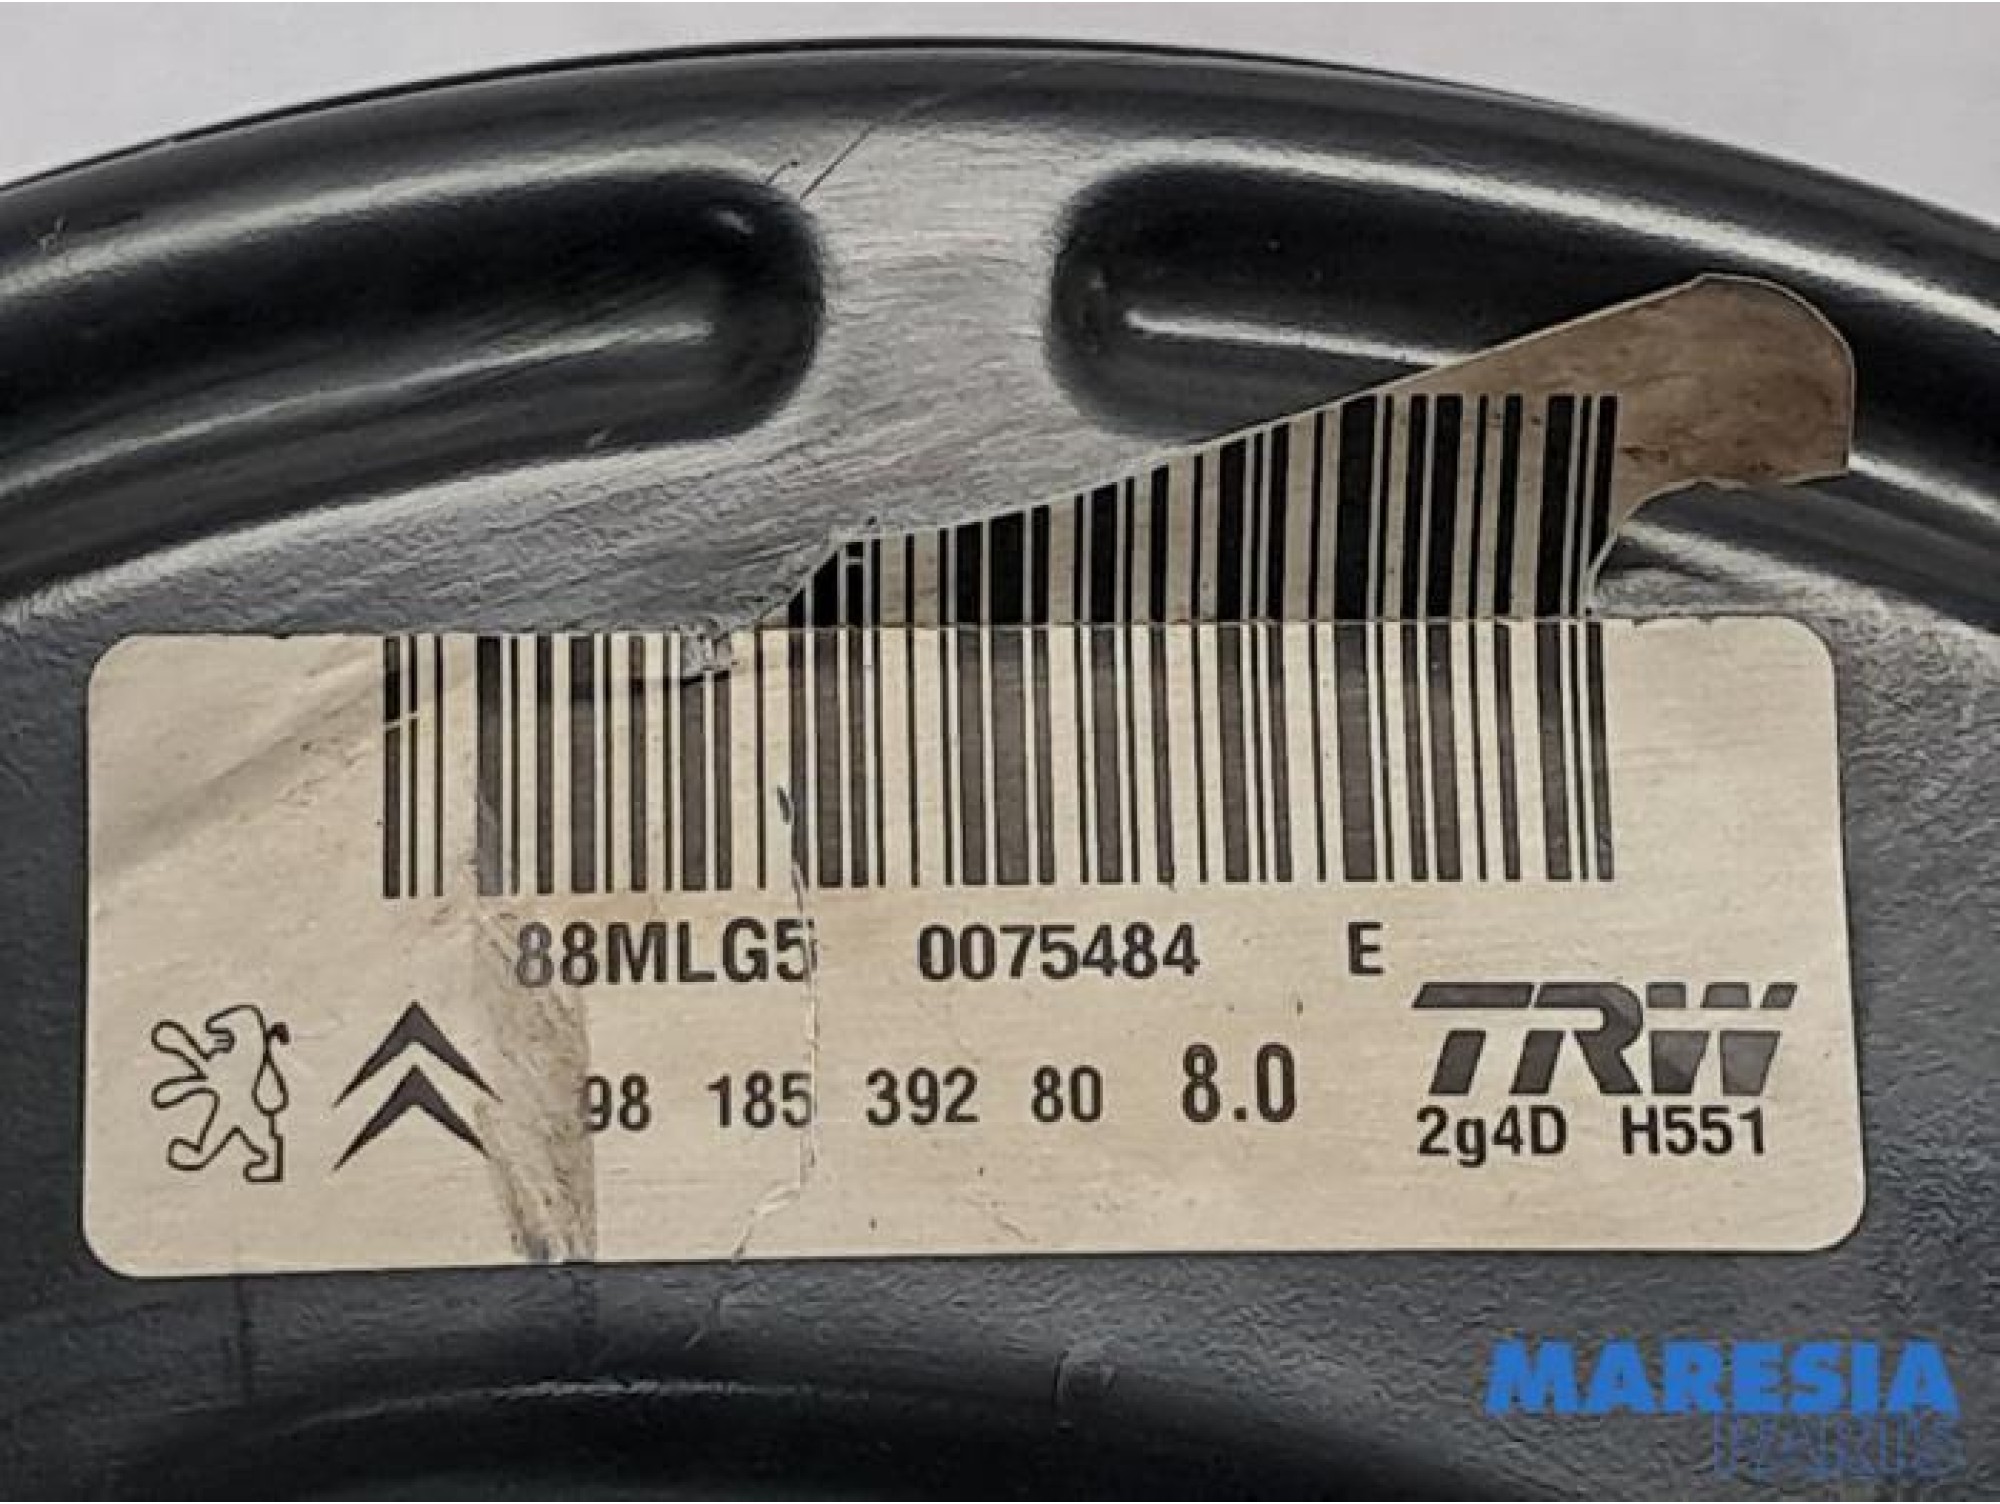 88MLG5 0075484 E
98 185 392 80 8.0
TRW
2g4D H551
MARESIA
PARTS